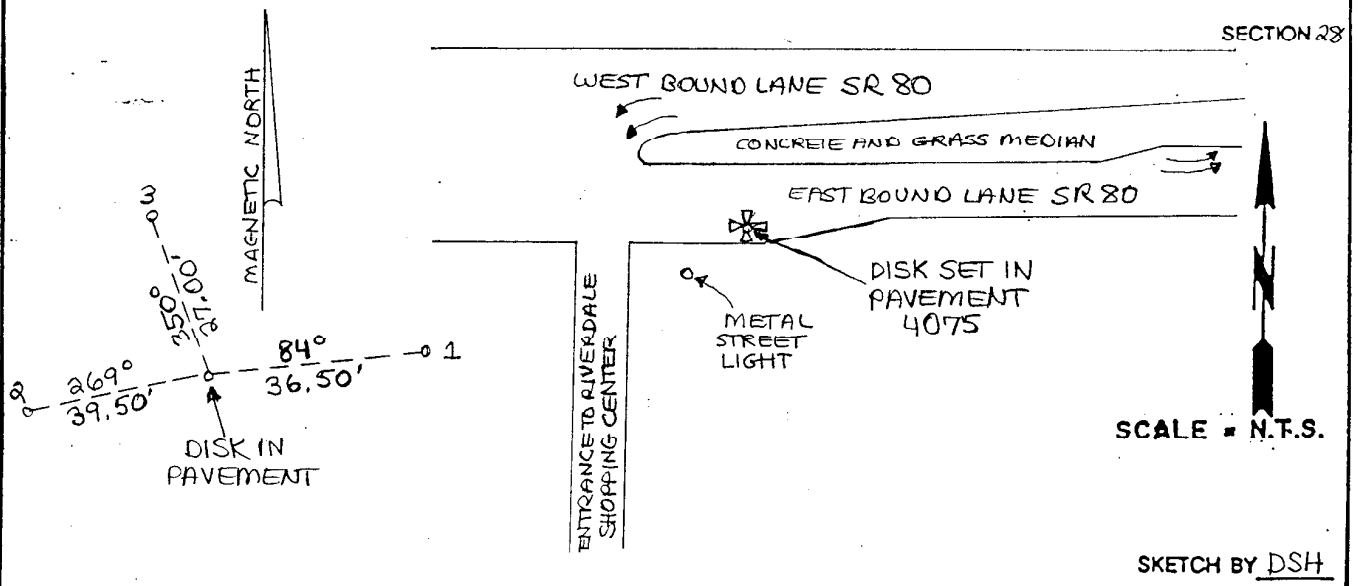 SECTION 28
WEST BOUND LANE SR 80
CONCRETE AND GRASS MEDIAN
EAST BOUND LANE SR 80
MAGNETIC NORTH
3
350°
27.00'
84°
36.50'
1
2
269°
39.50'
DISK IN
PAVEMENT
ENTRANCE TO RIVERDALE
SHOPPING CENTER
METAL
STREET
LIGHT
DISK SET IN
PAVEMENT
4075
N
SCALE = N.T.S.
SKETCH BY DSH